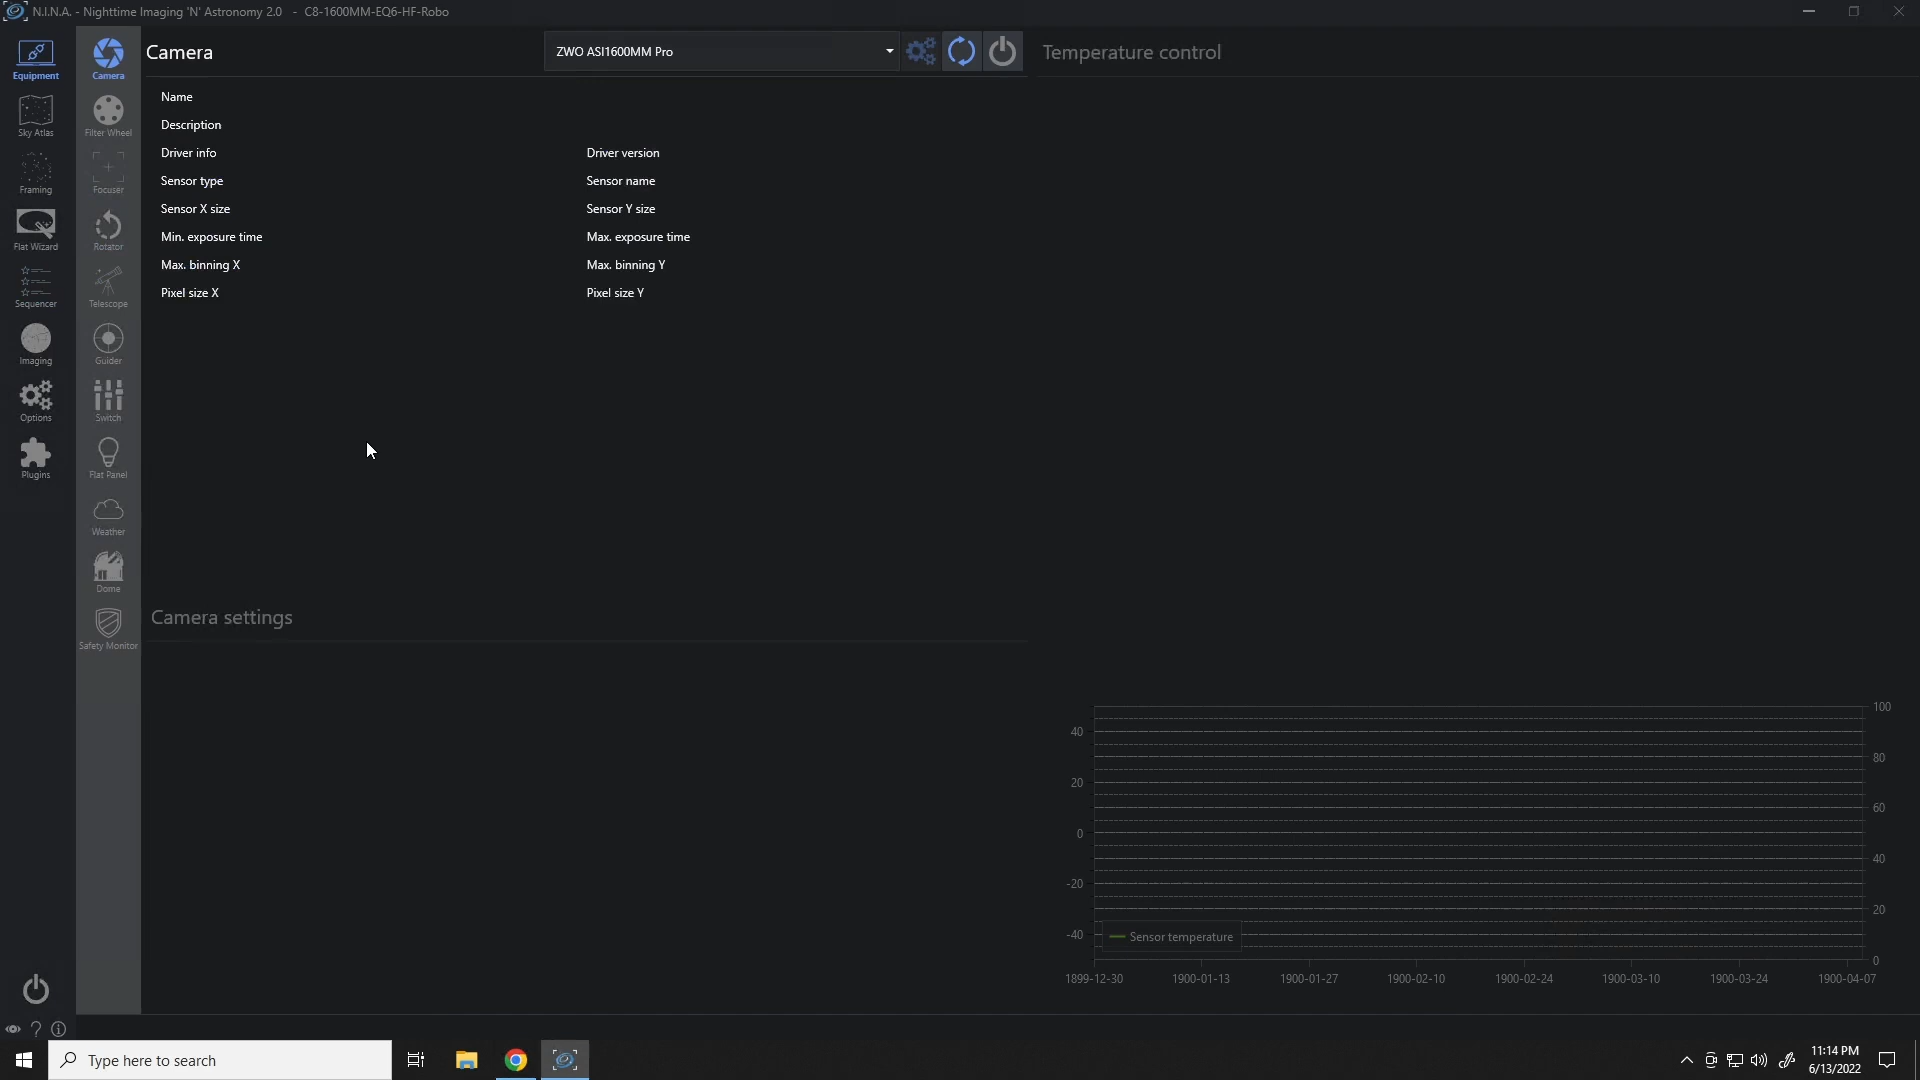 N.I.N.A. - Nighttime Imaging 'N' Astronomy 2.0 - C8-1600MM-EQ6-HF-Robo
Equipment
Sky Atlas
Framing
Flat Wizard
Sequencer
Imaging
Options
Plugins
Camera
Filter Wheel
Focuser
Rotator
Telescope
Guider
Switch
Flat Panel
Weather
Dome
Safety Monitor
Camera
ZWO ASI1600MM Pro
Name
Description
Driver info
Driver version
Sensor type
Sensor name
Sensor X size
Sensor Y size
Min. exposure time
Max. exposure time
Max. binning X
Max. binning Y
Pixel size X
Pixel size Y
Camera settings
Temperature control
40
20
0
-20
-40
100
80
60
40
20
0
Sensor temperature
1899-12-30 1900-01-13 1900-01-27 1900-02-10 1900-02-24 1900-03-10 1900-03-24 1900-04-07
Type here to search
11:14 PM
6/13/2022